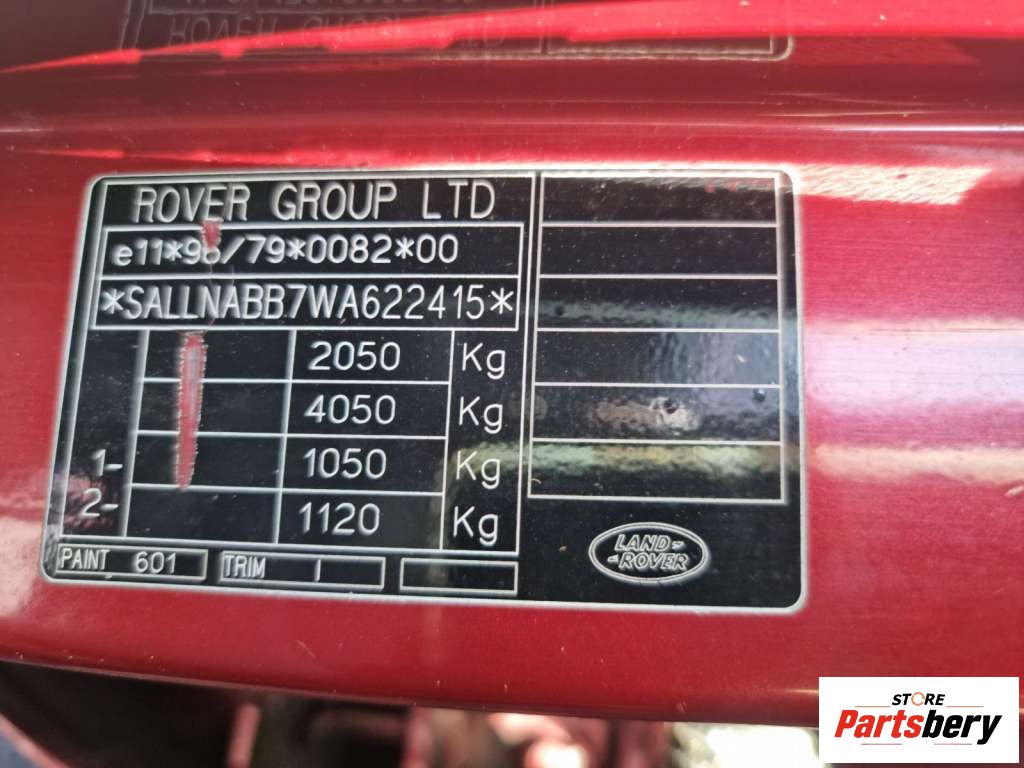 ROVER GROUP LTD
e11*98/79*0082*00
*SALLNABB7WA622415*
2050 Kg
4050 Kg
1- 1050 Kg
2- 1120 Kg
PAINT 601 TRIM
LAND-
-ROVER
STORE
Partsbery